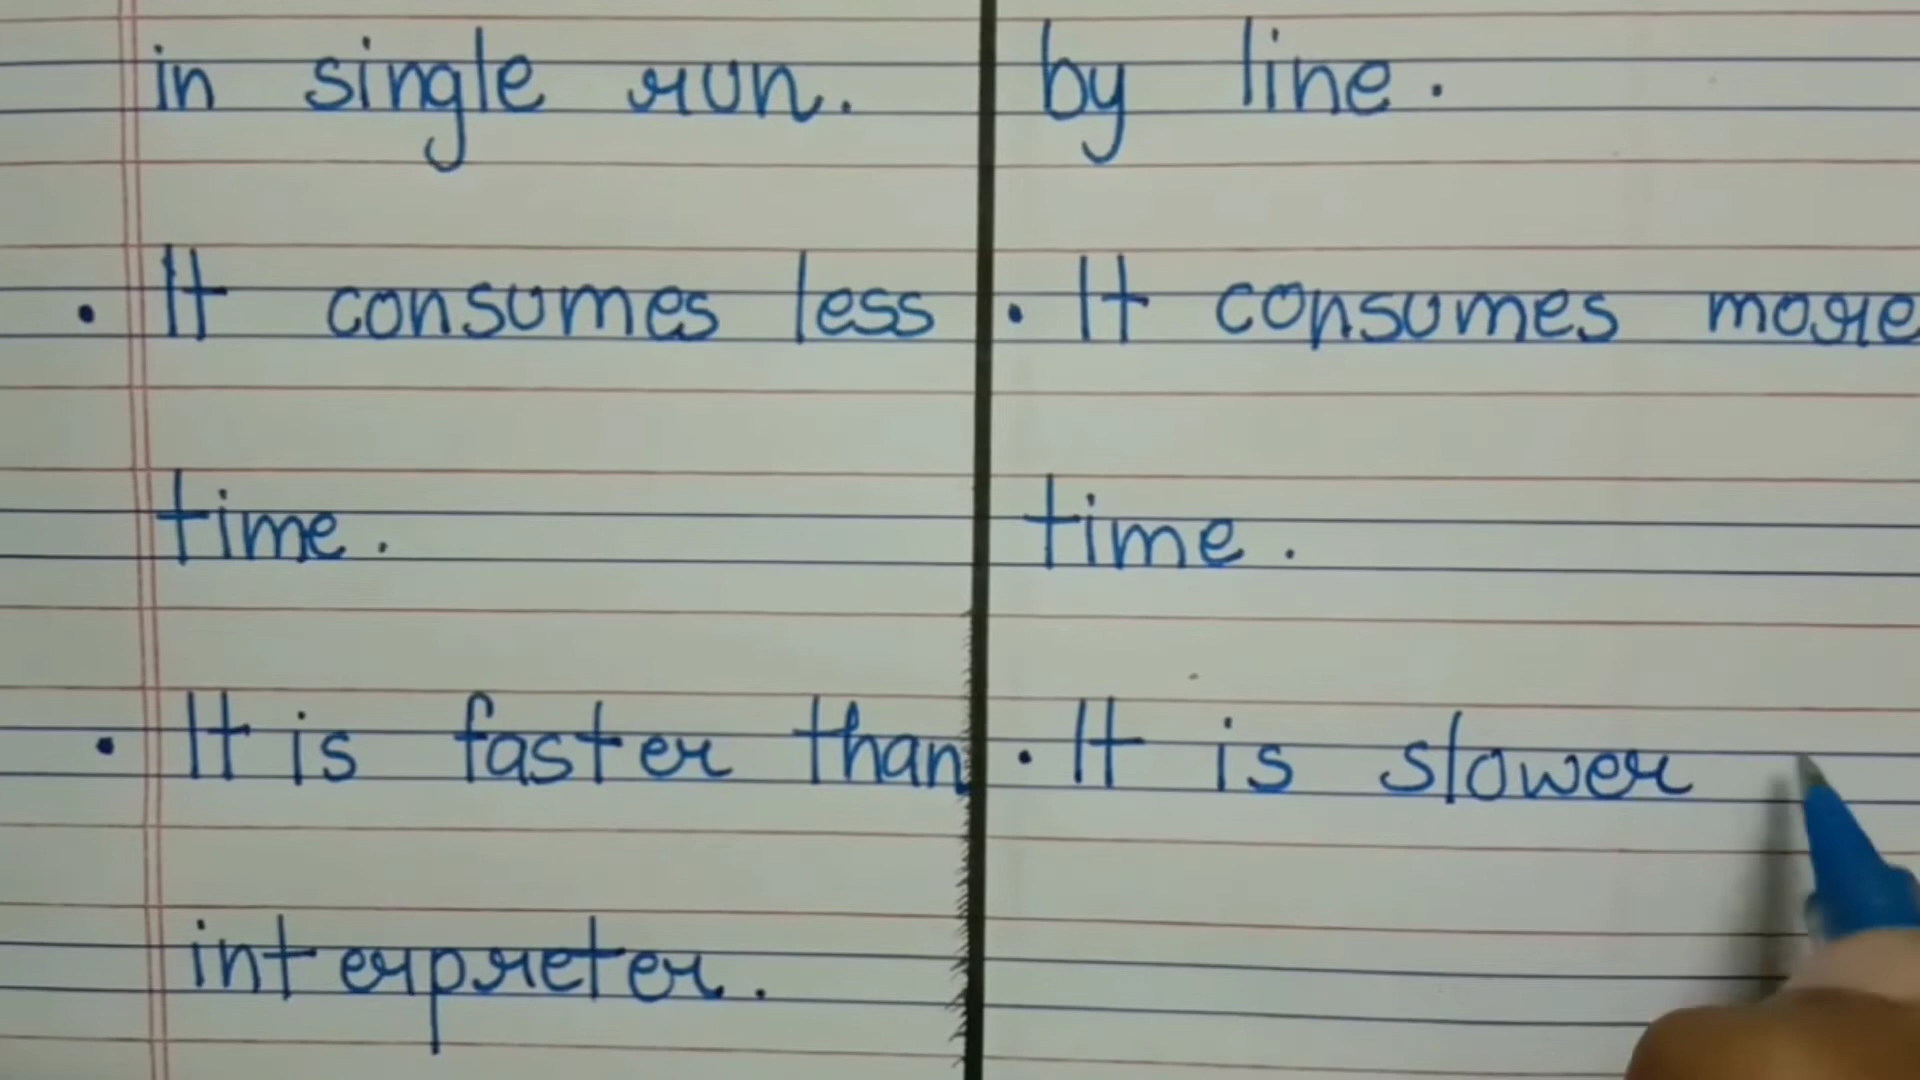 in single run.
• It consumes less
time.
• It is faster than
interpreter.
by line.
• It consumes more
time.
• It is slower